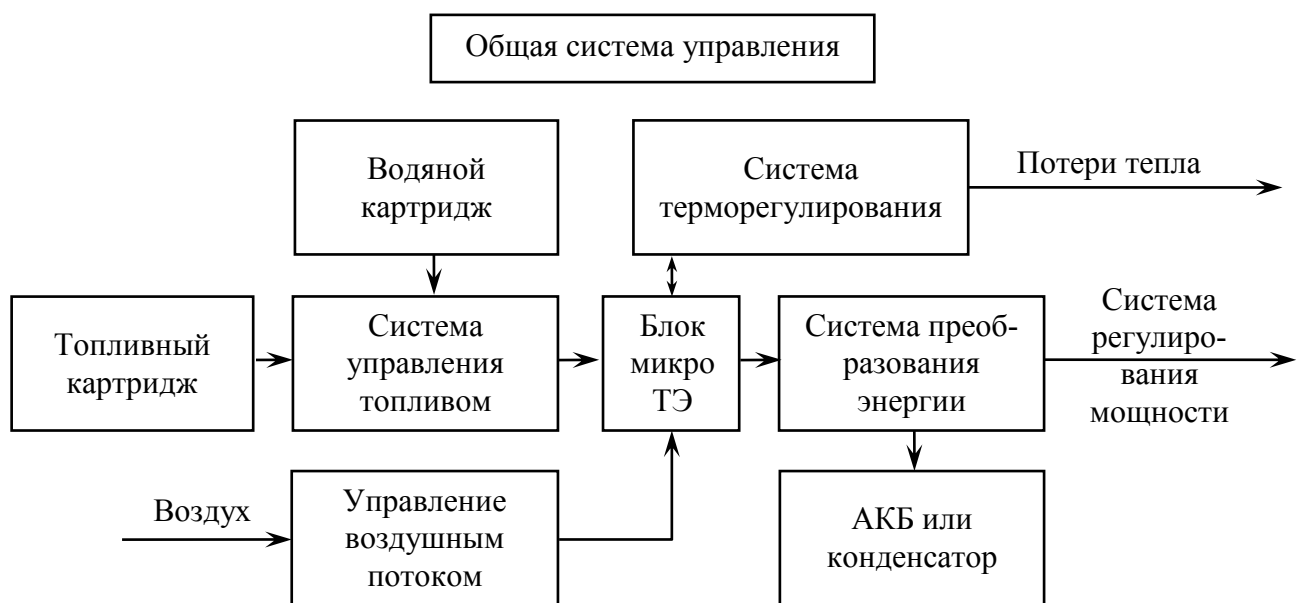 Общая система управления
Водяной
картридж
Система
терморегулирования
Потери тепла
Топливный
картридж
Система
управления
топливом
Блок
микро
ТЭ
Система преоб-
разования
энергии
Система
регулиро-
вания
мощности
Воздух
Управление
воздушным
потоком
АКБ или
конденсатор